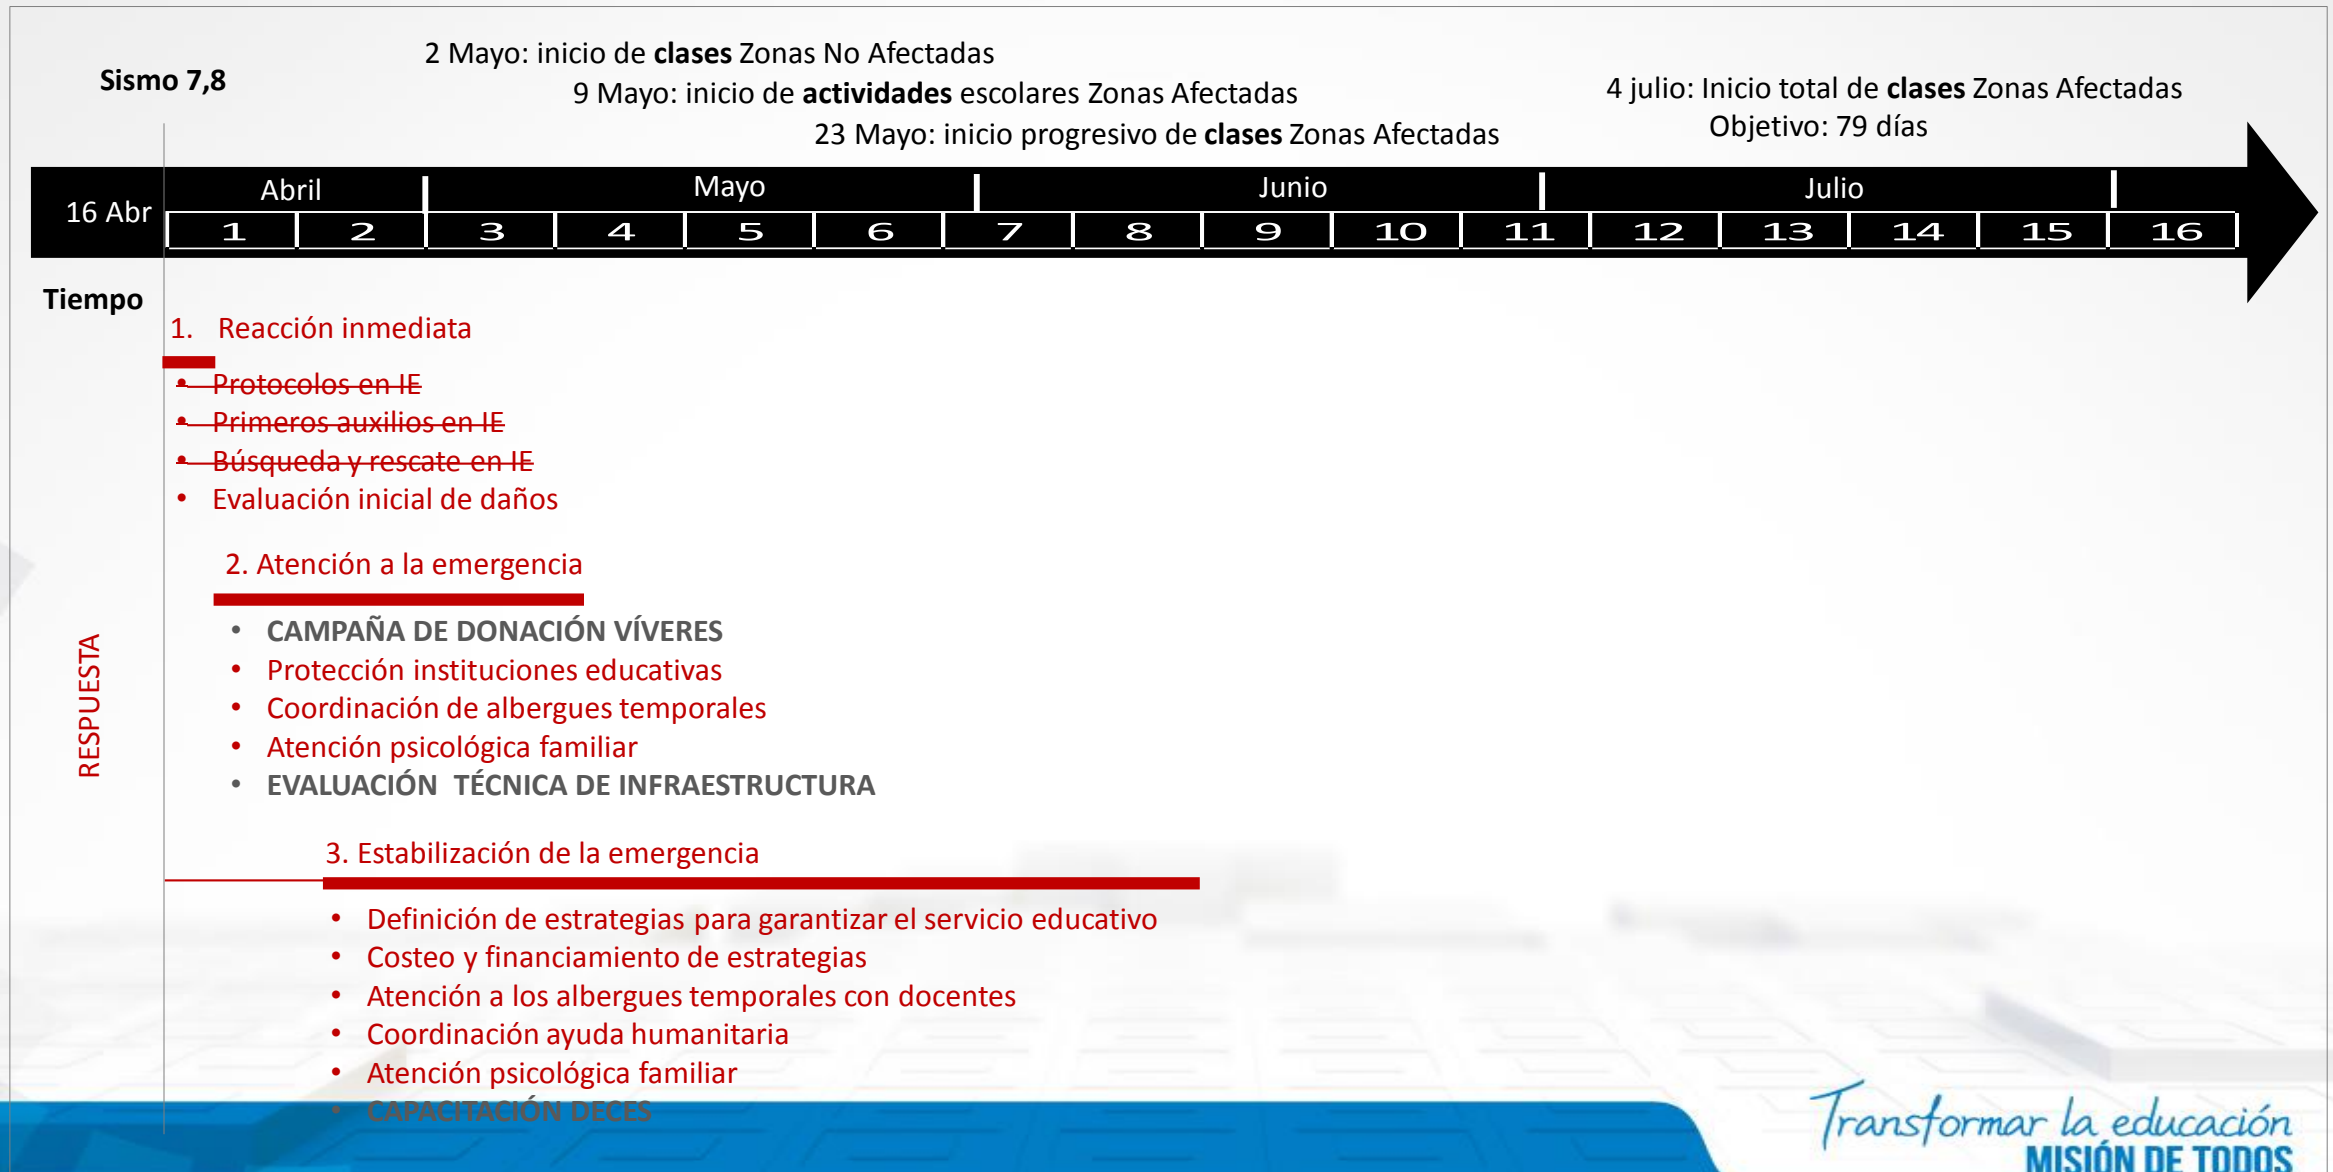 Sismo 7,8
2 Mayo: inicio de clases Zonas No Afectadas
9 Mayo: inicio de actividades escolares Zonas Afectadas
23 Mayo: inicio progresivo de clases Zonas Afectadas
4 julio: Inicio total de clases Zonas Afectadas
Objetivo: 79 días
16 Abr
Abril Mayo Junio Julio
1 2 3 4 5 6 7 8 9 10 11 12 13 14 15 16
Tiempo
RESPUESTA
1. Reacción inmediata
• Protocolos en IE
• Primeros auxilios en IE
• Búsqueda y rescate en IE
• Evaluación inicial de daños
2. Atención a la emergencia
• CAMPAÑA DE DONACIÓN VÍVERES
• Protección instituciones educativas
• Coordinación de albergues temporales
• Atención psicológica familiar
• EVALUACIÓN TÉCNICA DE INFRAESTRUCTURA
3. Estabilización de la emergencia
• Definición de estrategias para garantizar el servicio educativo
• Costeo y financiamiento de estrategias
• Atención a los albergues temporales con docentes
• Coordinación ayuda humanitaria
• Atención psicológica familiar
• CAPACITACIÓN DECES
Transformar la educación
MISIÓN DE TODOS